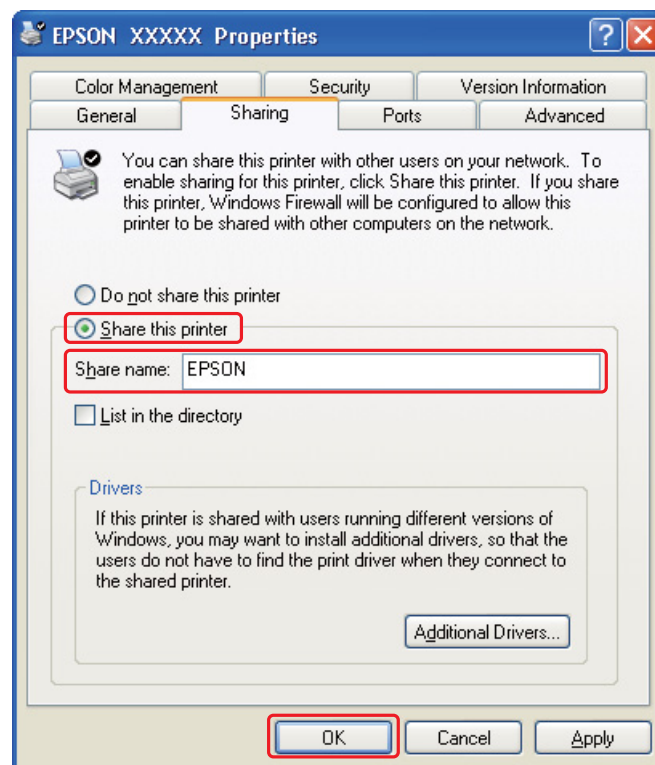 EPSON XXXXX Properties
Color Management Security Version Information
General Sharing Ports Advanced
You can share this printer with other users on your network. To
enable sharing for this printer, click Share this printer. If you share
this printer, Windows Firewall will be configured to allow this
printer to be shared with other computers on the network.
Do not share this printer
Share this printer
Share name: EPSON
List in the directory
Drivers
If this printer is shared with users running different versions of
Windows, you may want to install additional drivers, so that the
users do not have to find the print driver when they connect to
the shared printer.
Additional Drivers...
OK Cancel Apply